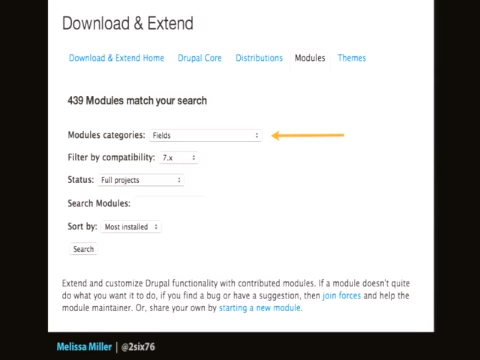 Download & Extend
Download & Extend Home Drupal Core Distributions Modules Themes
439 Modules match your search
Modules categories: Fields
Filter by compatibility: 7.x
Status: Full projects
Search Modules:
Sort by: Most installed
Search
Extend and customize Drupal functionality with contributed modules. If a module doesn't quite
do what you want it to do, if you find a bug or have a suggestion, then join forces and help the
module maintainer. Or, share your own by starting a new module.
Melissa Miller | @2six76